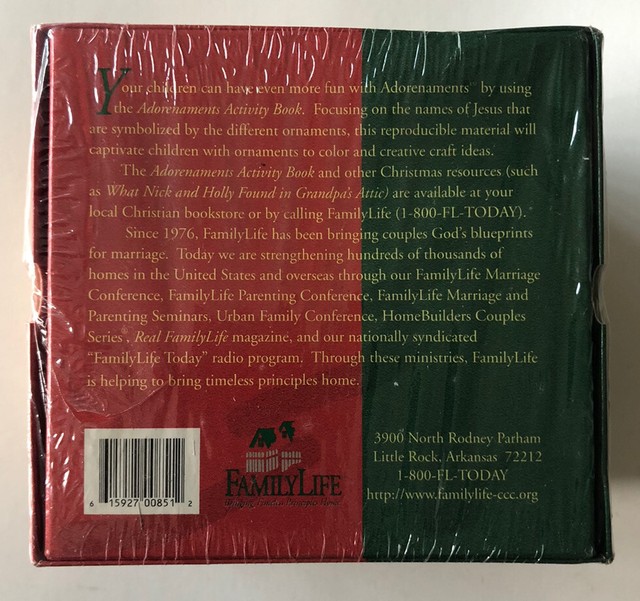 Your children can have even more fun with Adorenaments™ by using
the Adorenaments Activity Book. Focusing on the names of Jesus that
are symbolized by the different ornaments, this reproducible material will
captivate children with ornaments to color and creative craft ideas.
The Adorenaments Activity Book and other Christmas resources (such
as What Nick and Holly Found in Grandpa's Attic) are available at your
local Christian bookstore or by calling FamilyLife (1-800-FL-TODAY).
Since 1976, FamilyLife has been bringing couples God's blueprints
for marriage. Today we are strengthening hundreds of thousands of
homes in the United States and overseas through our FamilyLife Marriage
Conference, FamilyLife Parenting Conference, FamilyLife Marriage and
Parenting Seminars, Urban Family Conference, HomeBuilders Couples
Series, Real FamilyLife magazine, and our nationally syndicated
"FamilyLife Today" radio program. Through these ministries, FamilyLife
is helping to bring timeless principles home.
6 15927 00851 2
FAMILYLIFE
3900 North Rodney Parham
Little Rock, Arkansas 72212
1-800-FL-TODAY
http://www.familylife-ccc.org